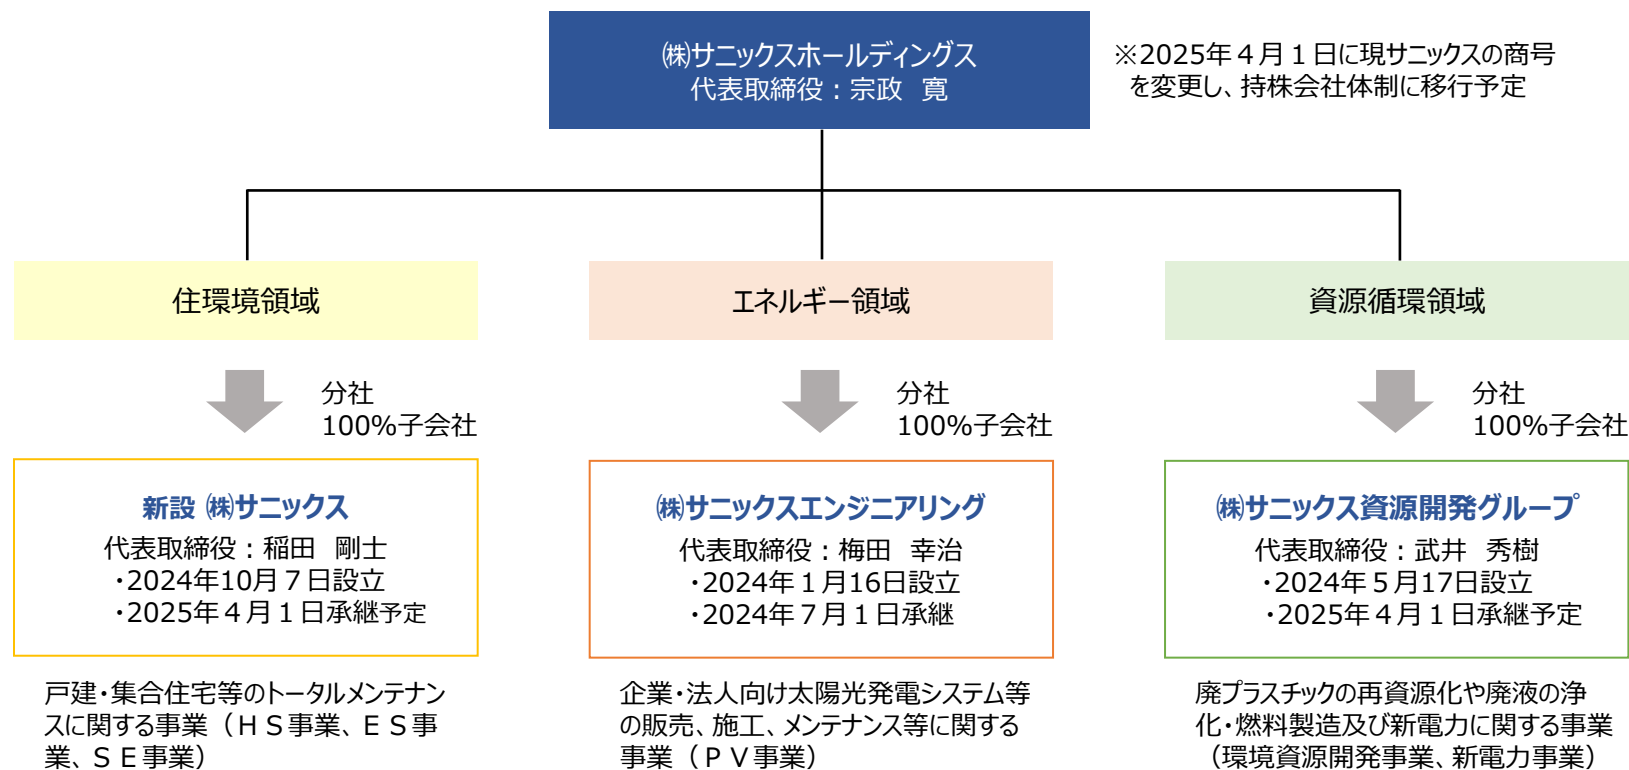 ㈱サニックスホールディングス
代表取締役：宗政　寛
※2025年４月１日に現サニックスの商号
を変更し、持株会社体制に移行予定
住環境領域
エネルギー領域
資源循環領域
分社
100%子会社
分社
100%子会社
分社
100%子会社
新設 ㈱サニックス
代表取締役：稲田　剛士
・2024年10月７日設立
・2025年４月１日承継予定
㈱サニックスエンジニアリング
代表取締役：梅田　幸治
・2024年１月16日設立
・2024年７月１日承継
㈱サニックス資源開発グループ
代表取締役：武井　秀樹
・2024年５月17日設立
・2025年４月１日承継予定
戸建・集合住宅等のトータルメンテナン
スに関する事業（ＨＳ事業、ＥＳ事
業、ＳＥ事業）
企業・法人向け太陽光発電システム等
の販売、施工、メンテナンス等に関する
事業（ＰＶ事業）
廃プラスチックの再資源化や廃液の浄
化・燃料製造及び新電力に関する事業
（環境資源開発事業、新電力事業）